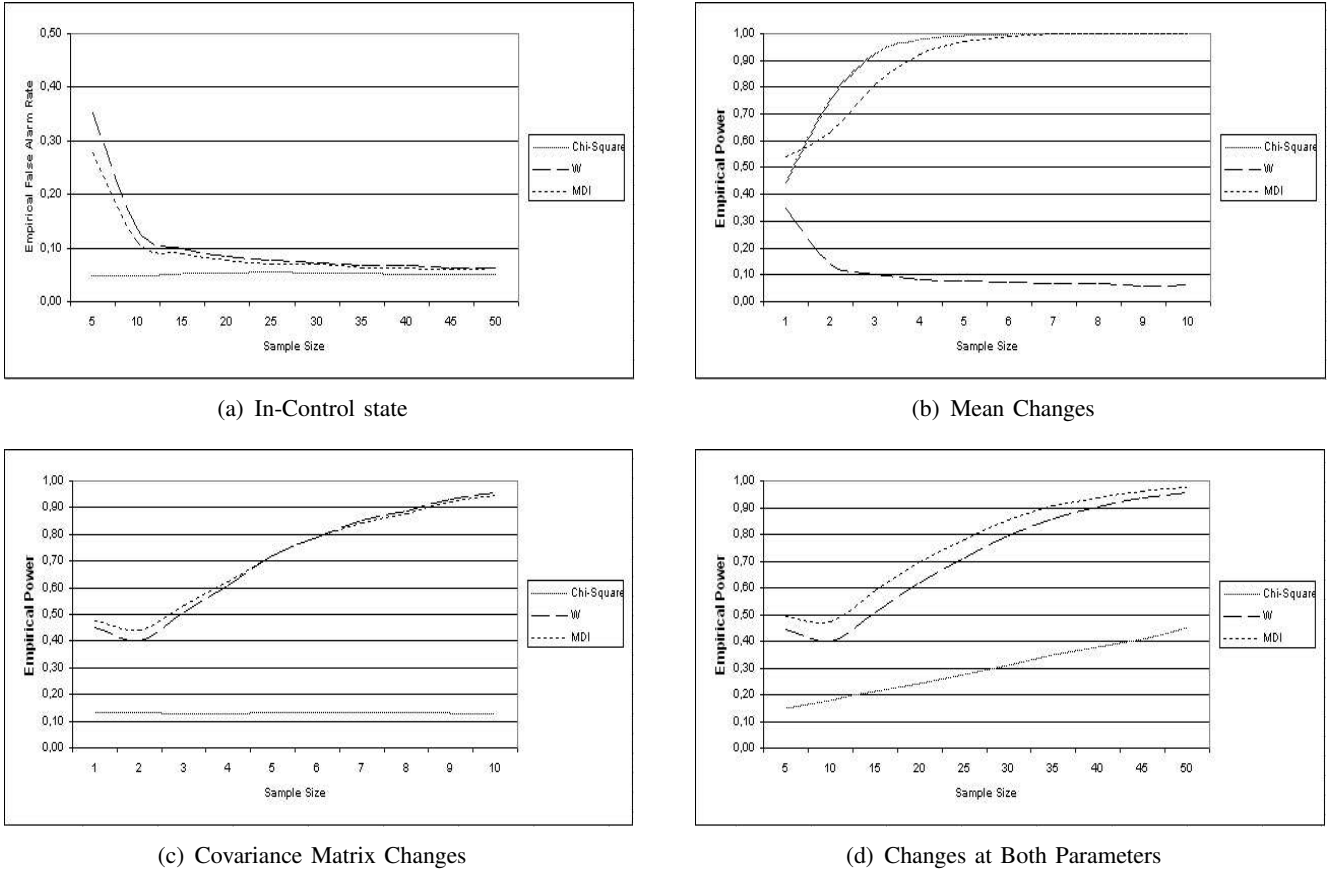 0,50
0,40
0,30
0,20
0,10
0,00
Empirical False Alarm Rate
5 10 15 20 25 30 35 40 45 50
Sample Size
Chi-Square
W
MDI
(a) In-Control state
1,00
0,90
0,80
0,70
0,60
0,50
0,40
0,30
0,20
0,10
0,00
Empirical Power
1 2 3 4 5 6 7 8 9 10
Sample Size
Chi-Square
W
MDI
(b) Mean Changes
1,00
0,90
0,80
0,70
0,60
0,50
0,40
0,30
0,20
0,10
0,00
Empirical Power
1 2 3 4 5 6 7 8 9 10
Sample Size
Chi-Square
W
MDI
(c) Covariance Matrix Changes
1,00
0,90
0,80
0,70
0,60
0,50
0,40
0,30
0,20
0,10
0,00
Empirical Power
5 10 15 20 25 30 35 40 45 50
Sample Size
Chi-Square
W
MDI
(d) Changes at Both Parameters